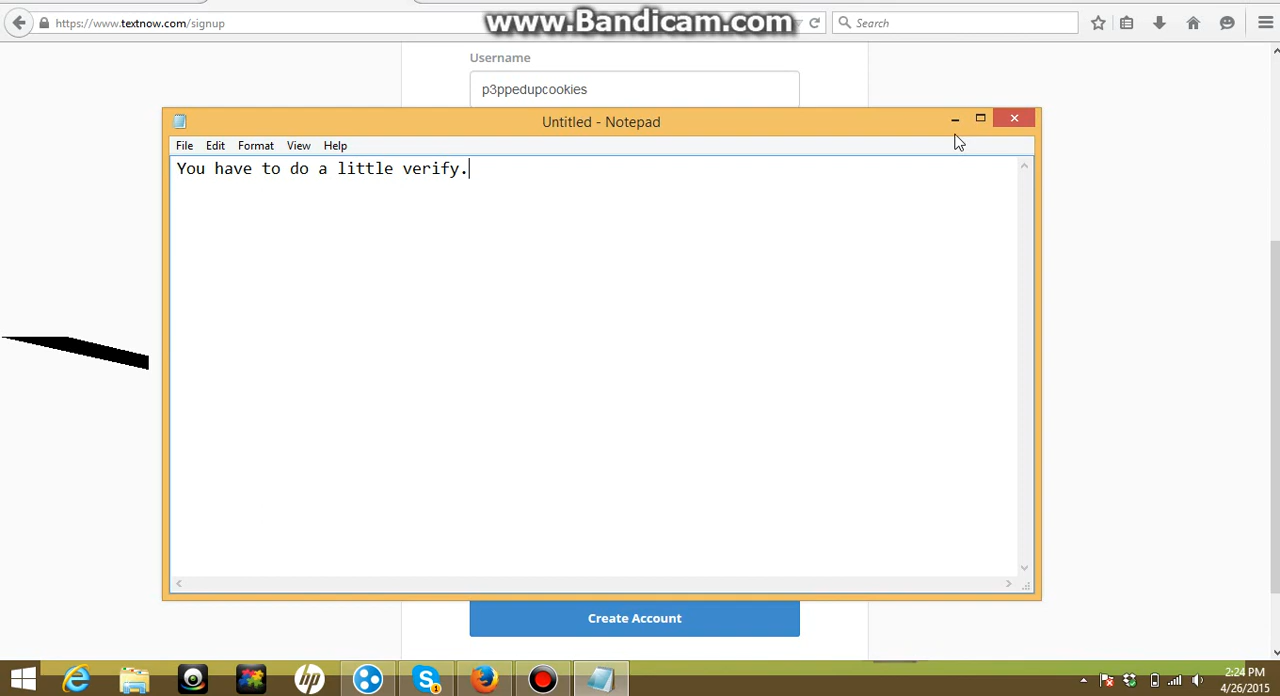 https://www.textnow.com/signup
www.Bandicam.com
Search
Username
p3ppedupcookies
Untitled - Notepad
File Edit Format View Help
You have to do a little verify.
Create Account
2:24 PM
4/26/2015